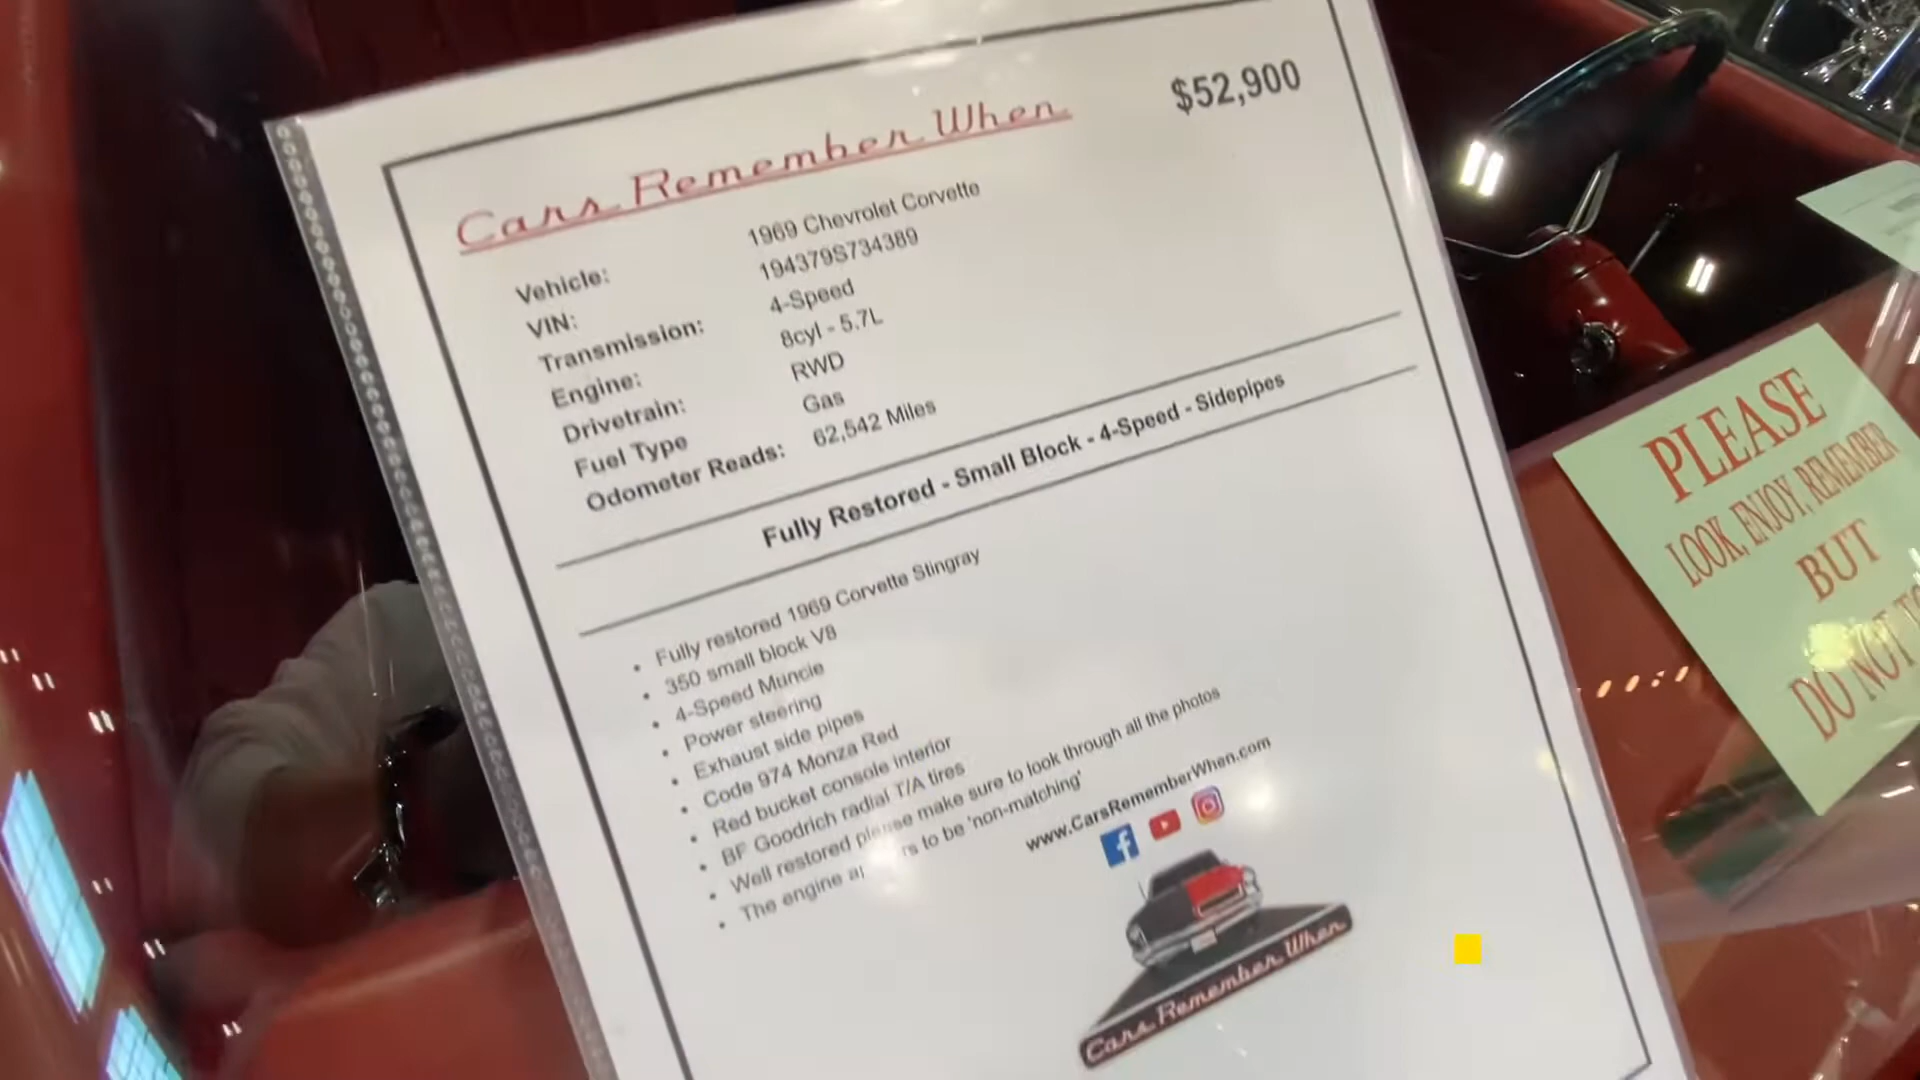 Cars Remember When
$52,900
Vehicle: 1969 Chevrolet Corvette
VIN: 194379S734389
Transmission: 4-Speed
Engine: 8cyl - 5.7L
Drivetrain: RWD
Fuel Type Gas
Odometer Reads: 62,542 Miles
Fully Restored - Small Block - 4-Speed - Sidepipes
• Fully restored 1969 Corvette Stingray
• 350 small block V8
• 4-Speed Muncie
• Power steering
• Exhaust side pipes
• Code 974 Monza Red
• Red bucket console interior
• BF Goodrich radial T/A tires
• Well restored please make sure to look through all the photos
• The engine to be 'non-matching'
www.CarsRememberWhen.com
Cars Remember When
PLEASE
LOOK, ENJOY, REMEMBER
BUT
DO NOT